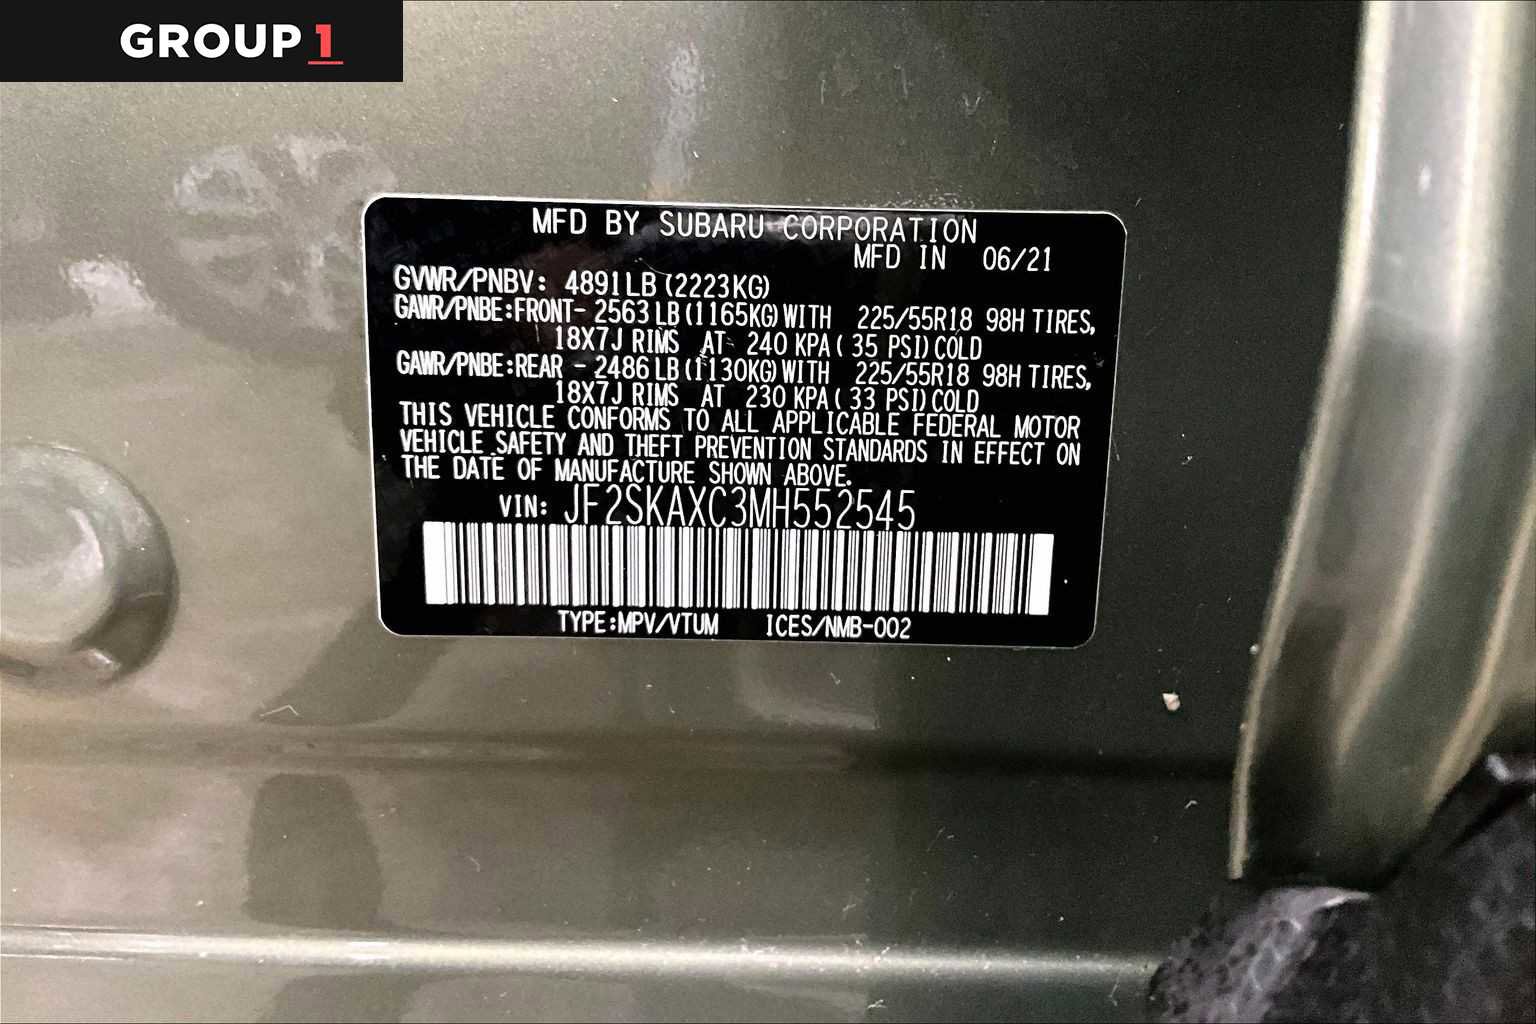 GROUP 1
MFD BY SUBARU CORPORATION
MFD IN 06/21
GVWR/PNBV: 4891LB (2223KG)
GAWR/PNBE:FRONT- 2563 LB (1165KG) WITH 225/55R18 98H TIRES,
18X7J RIMS AT 240 KPA ( 35 PSI) COLD
GAWR/PNBE:REAR - 2486 LB (1130KG) WITH 225/55R18 98H TIRES,
18X7J RIMS AT 230 KPA ( 33 PSI) COLD
THIS VEHICLE CONFORMS TO ALL APPLICABLE FEDERAL MOTOR
VEHICLE SAFETY AND THEFT PREVENTION STANDARDS IN EFFECT ON
THE DATE OF MANUFACTURE SHOWN ABOVE.
VIN: JF2SKAXC3MH552545
TYPE:MPV/VTUM ICES/NMB-002